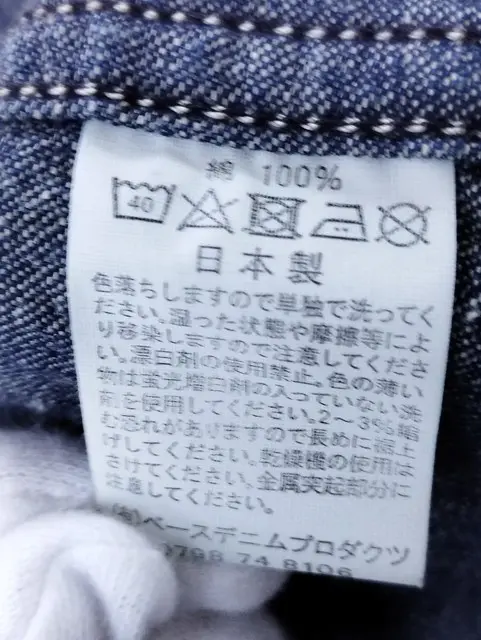 綿 100%
40
日本製
色落ちしますので単独で洗ってく
ださい。湿った状態や摩擦等によ
り移染しますので注意してくださ
い。漂白剤の使用禁止。色の薄い
物は蛍光増白剤の入っていない洗
剤を使用してください。2～3%縮
む恐れがありますので長めに裾上
げしてください。乾燥機の使用は
さけてください。金属突起部分に
注意してください。
(有)ベースデニムプロダクツ
0798 74 8106